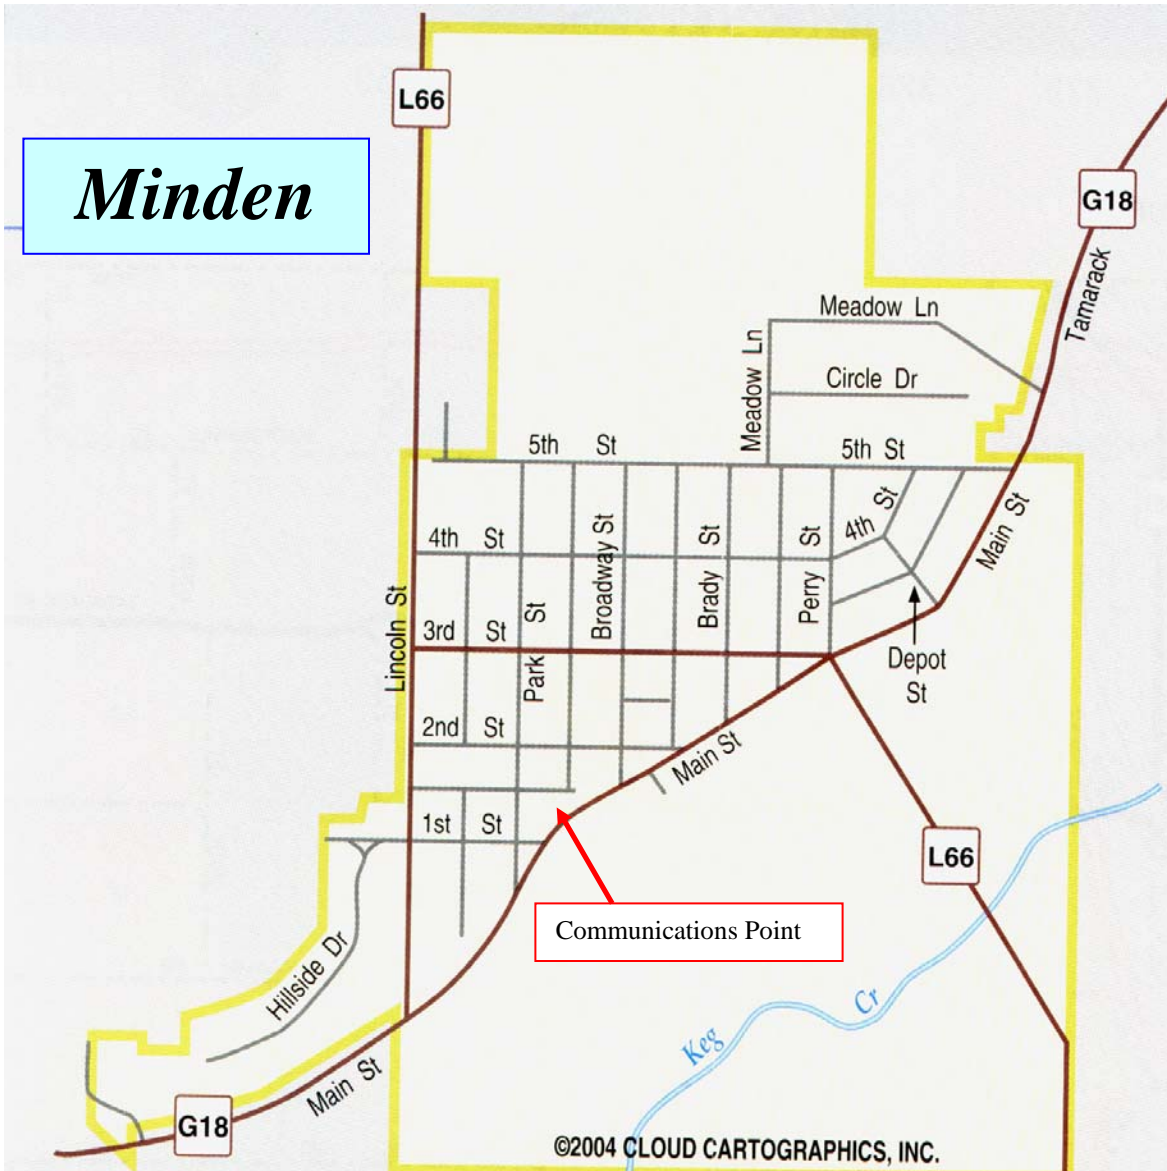 L66
Minden
G18
Tamarack
Meadow Ln
Meadow Ln
Circle Dr
5th St
5th St
4th St
4th St
Main St
Lincoln St
3rd St
Park St
Broadway St
Brady St
Perry St
Depot
St
2nd St
Main St
1st St
L66
Communications Point
Hillside Dr
Keg Cr
Main St
G18
©2004 CLOUD CARTOGRAPHICS, INC.